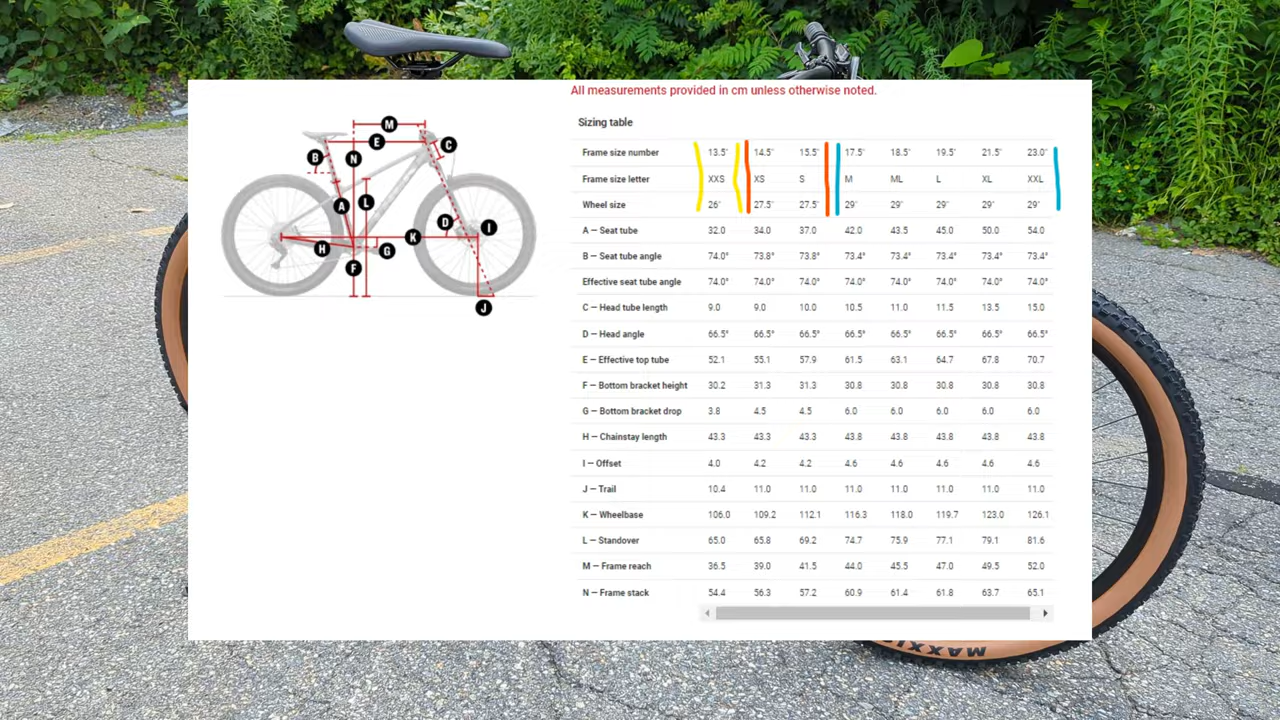 All measurements provided in cm unless otherwise noted.
Sizing table
Frame size number 13.5" 14.5" 15.5" 17.5" 18.5" 19.5" 21.5" 23.0"
Frame size letter XXS XS S M ML L XL XXL
Wheel size 26" 27.5" 27.5" 29" 29" 29" 29" 29"
A — Seat tube 32.0 34.0 37.0 42.0 43.5 45.0 50.0 54.0
B — Seat tube angle 74.0° 73.8° 73.8° 73.4° 73.4° 73.4° 73.4° 73.4°
Effective seat tube angle 74.0° 74.0° 74.0° 74.0° 74.0° 74.0° 74.0° 74.0°
C — Head tube length 9.0 9.0 10.0 10.5 11.0 11.5 13.5 15.0
D — Head angle 66.5° 66.5° 66.5° 66.5° 66.5° 66.5° 66.5° 66.5°
E — Effective top tube 52.1 55.1 57.9 61.5 63.1 64.7 67.8 70.7
F — Bottom bracket height 30.2 31.3 31.3 30.8 30.8 30.8 30.8 30.8
G — Bottom bracket drop 3.8 4.5 4.5 6.0 6.0 6.0 6.0 6.0
H — Chainstay length 43.3 43.3 43.3 43.8 43.8 43.8 43.8 43.8
I — Offset 4.0 4.2 4.2 4.6 4.6 4.6 4.6 4.6
J — Trail 10.4 11.0 11.0 11.0 11.0 11.0 11.0 11.0
K — Wheelbase 106.0 109.2 112.1 116.3 118.0 119.7 123.0 126.1
L — Standover 65.0 65.8 69.2 74.7 75.9 77.1 79.1 81.6
M — Frame reach 36.5 39.0 41.5 44.0 45.5 47.0 49.5 52.0
N — Frame stack 54.4 56.3 57.2 60.9 61.4 61.8 63.7 65.1
M
E
C
B
N
A
L
D
I
K
H
G
F
J
MAXXIS